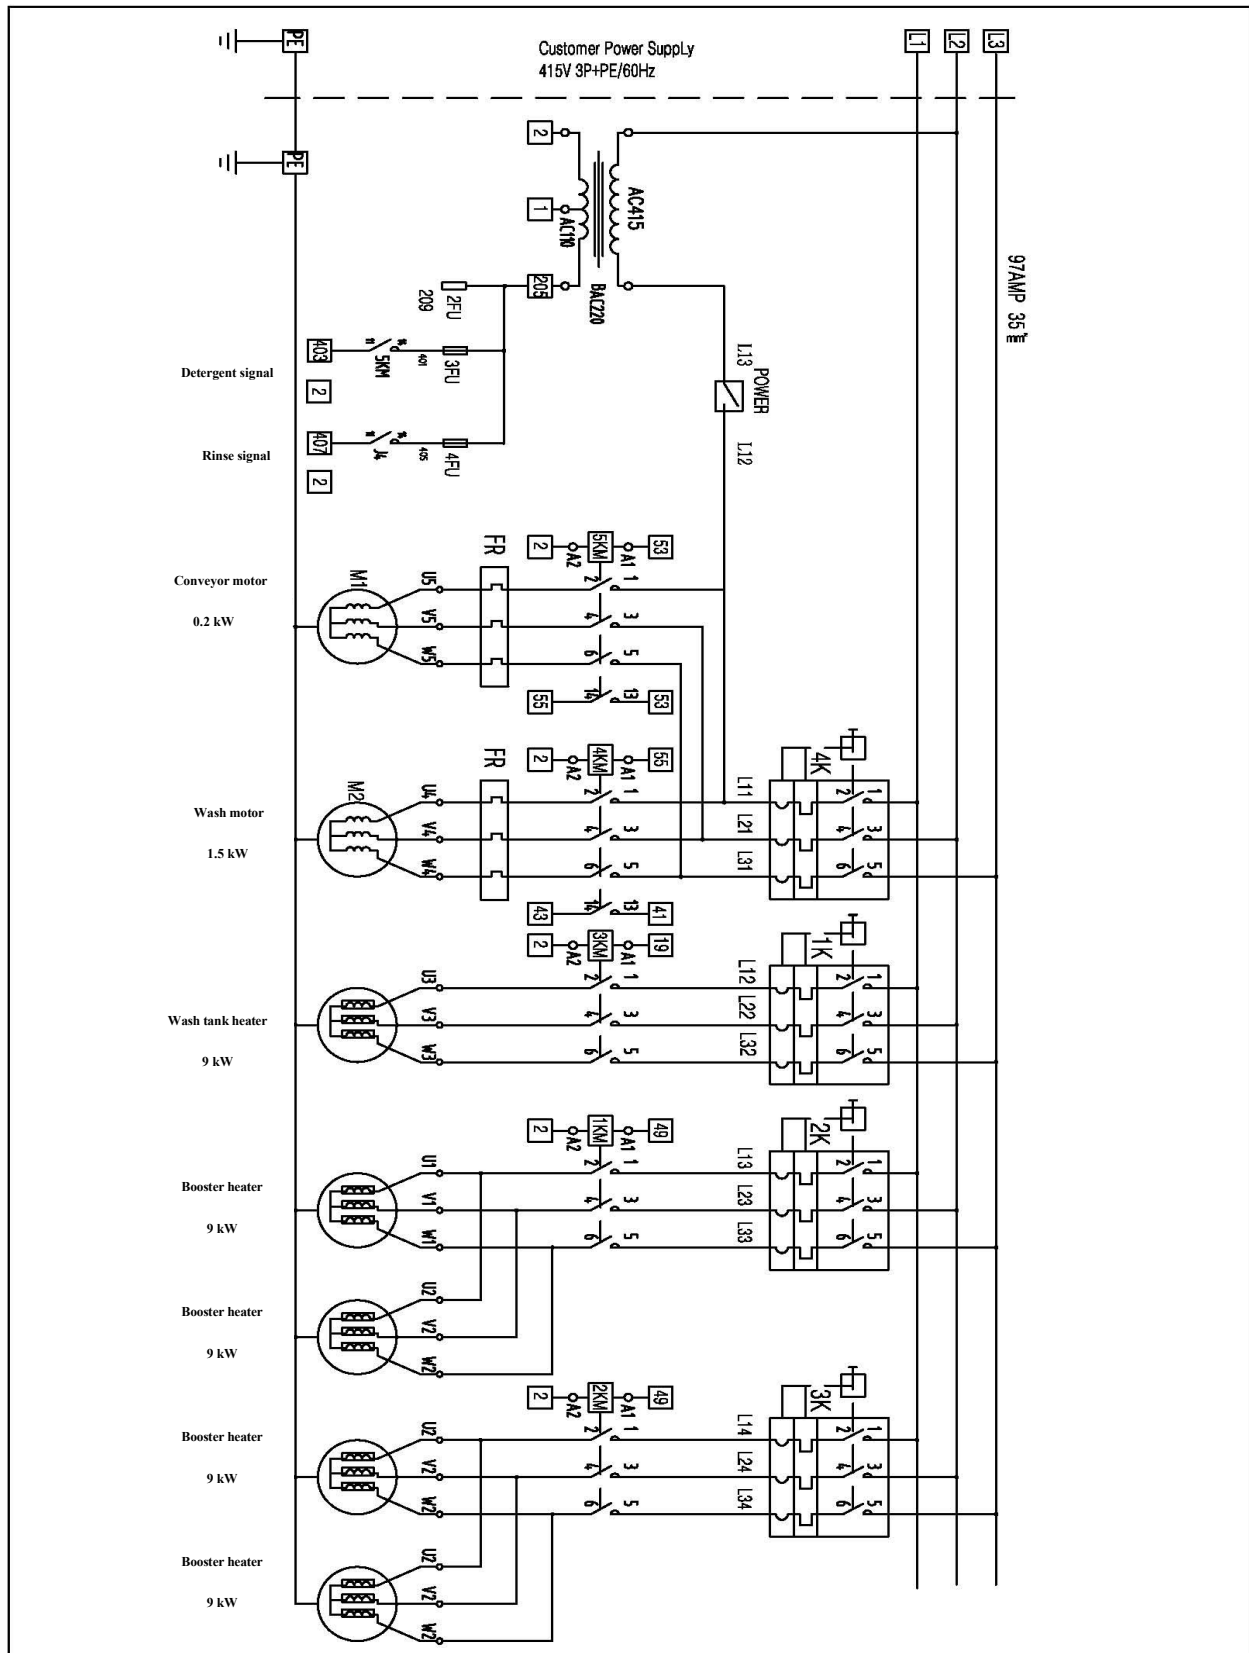 PE
Customer Power SuppLy
415V 3P+PE/60Hz
L1
L2
L3
PE
2
1
AC110
205
AC415
BAC220
97AMP 35 mm²
2FU
209
L13
POWER
L12
403
11
5KM
14
401
3FU
Detergent signal
2
407
11
J4
14
405
4FU
Rinse signal
2
FR
2
A2
5KM
A1
53
Conveyor motor
0.2 kW
M1
U5
V5
W5
2
1
4
3
6
5
55
14
13
53
FR
2
A2
4KM
A1
55
4K
Wash motor
1.5 kW
M2
U4
V4
W4
2
1
4
3
6
5
L11
L21
L31
2
1
4
3
6
5
43
14
13
41
2
A2
3KM
A1
19
1K
Wash tank heater
9 kW
U3
V3
W3
2
1
4
3
6
5
L12
L22
L32
2
1
4
3
6
5
2
A2
1KM
A1
49
2K
Booster heater
9 kW
U1
V1
W1
2
1
4
3
6
5
L13
L23
L33
2
1
4
3
6
5
Booster heater
9 kW
U2
V2
W2
2
A2
2KM
A1
49
3K
Booster heater
9 kW
U2
V2
W2
2
1
4
3
6
5
L14
L24
L34
2
1
4
3
6
5
Booster heater
9 kW
U2
V2
W2